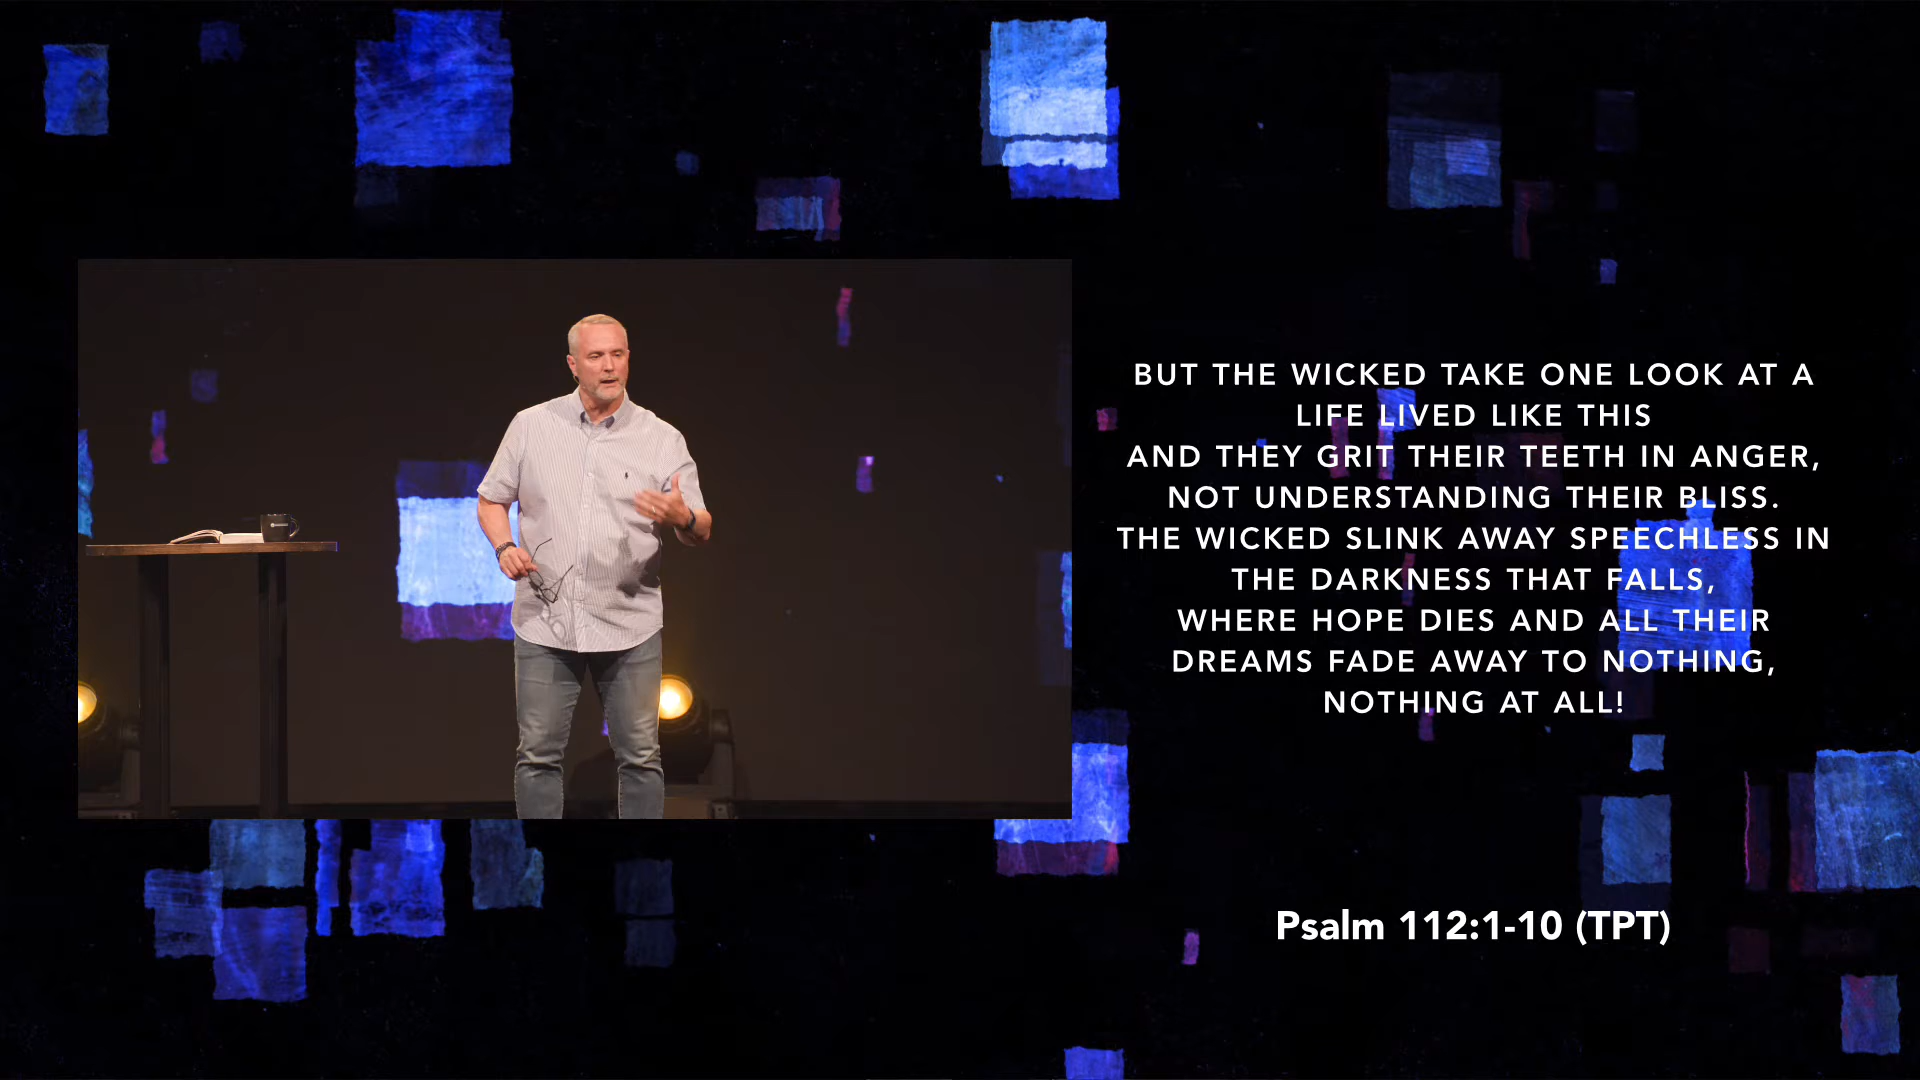 BUT THE WICKED TAKE ONE LOOK AT A
LIFE LIVED LIKE THIS
AND THEY GRIT THEIR TEETH IN ANGER,
NOT UNDERSTANDING THEIR BLISS.
THE WICKED SLINK AWAY SPEECHLESS IN
THE DARKNESS THAT FALLS,
WHERE HOPE DIES AND ALL THEIR
DREAMS FADE AWAY TO NOTHING,
NOTHING AT ALL!
Psalm 112:1-10 (TPT)